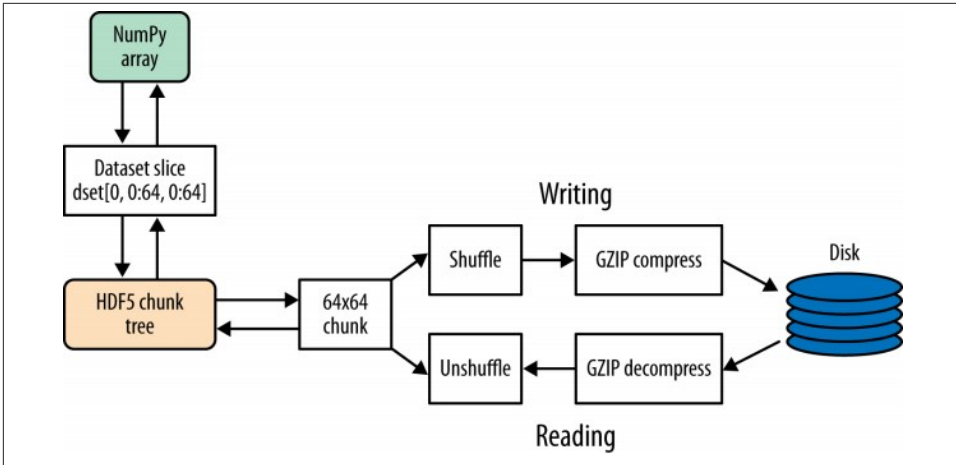 NumPy
array
Dataset slice
dset[0, 0:64, 0:64]
HDF5 chunk
tree
64x64
chunk
Writing
Shuffle
GZIP compress
Disk
Unshuffle
GZIP decompress
Reading